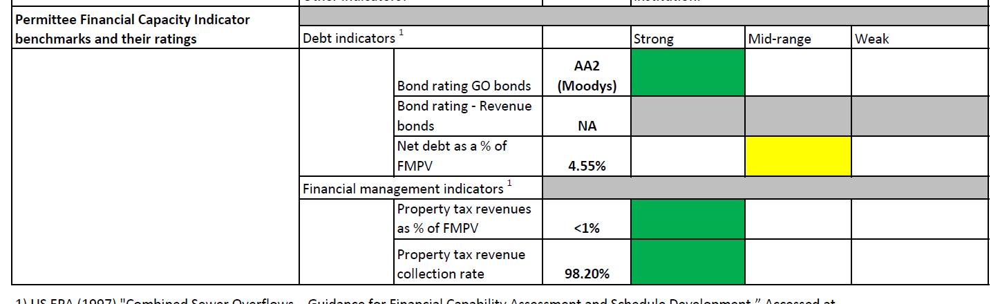 Other indicators?
institution?
Permittee Financial Capacity Indicator
benchmarks and their ratings
Debt indicators 1
Strong
Mid-range
Weak
Bond rating GO bonds
AA2
(Moodys)
Bond rating - Revenue
bonds
NA
Net debt as a % of
FMPV
4.55%
Financial management indicators 1
Property tax revenues
as % of FMPV
<1%
Property tax revenue
collection rate
98.20%
1) US EPA (1997) "Combined Sewer Overflows – Guidance for Financial Capability Assessment and Schedule Development." Accessed at